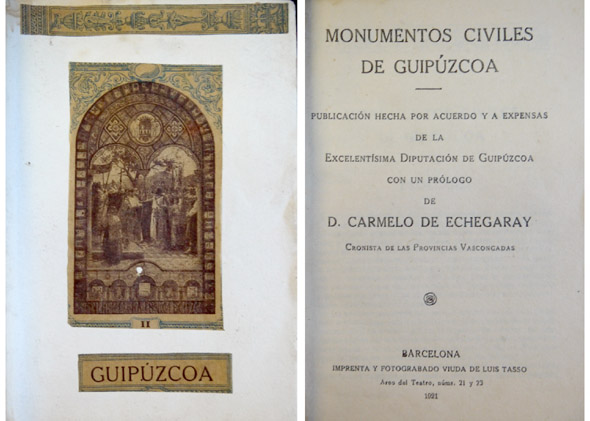 II
GUIPÚZCOA
MONUMENTOS CIVILES
DE GUIPÚZCOA
PUBLICACIÓN HECHA POR ACUERDO Y A EXPENSAS
DE LA
EXCELENTÍSIMA DIPUTACIÓN DE GUIPÚZCOA
CON UN PRÓLOGO
DE
D. CARMELO DE ECHEGARAY
CRONISTA DE LAS PROVINCIAS VASCONGADAS
BARCELONA
IMPRENTA Y FOTOGRABADO VIUDA DE LUIS TASSO
Arco del Teatro, núms. 21 y 23
1921